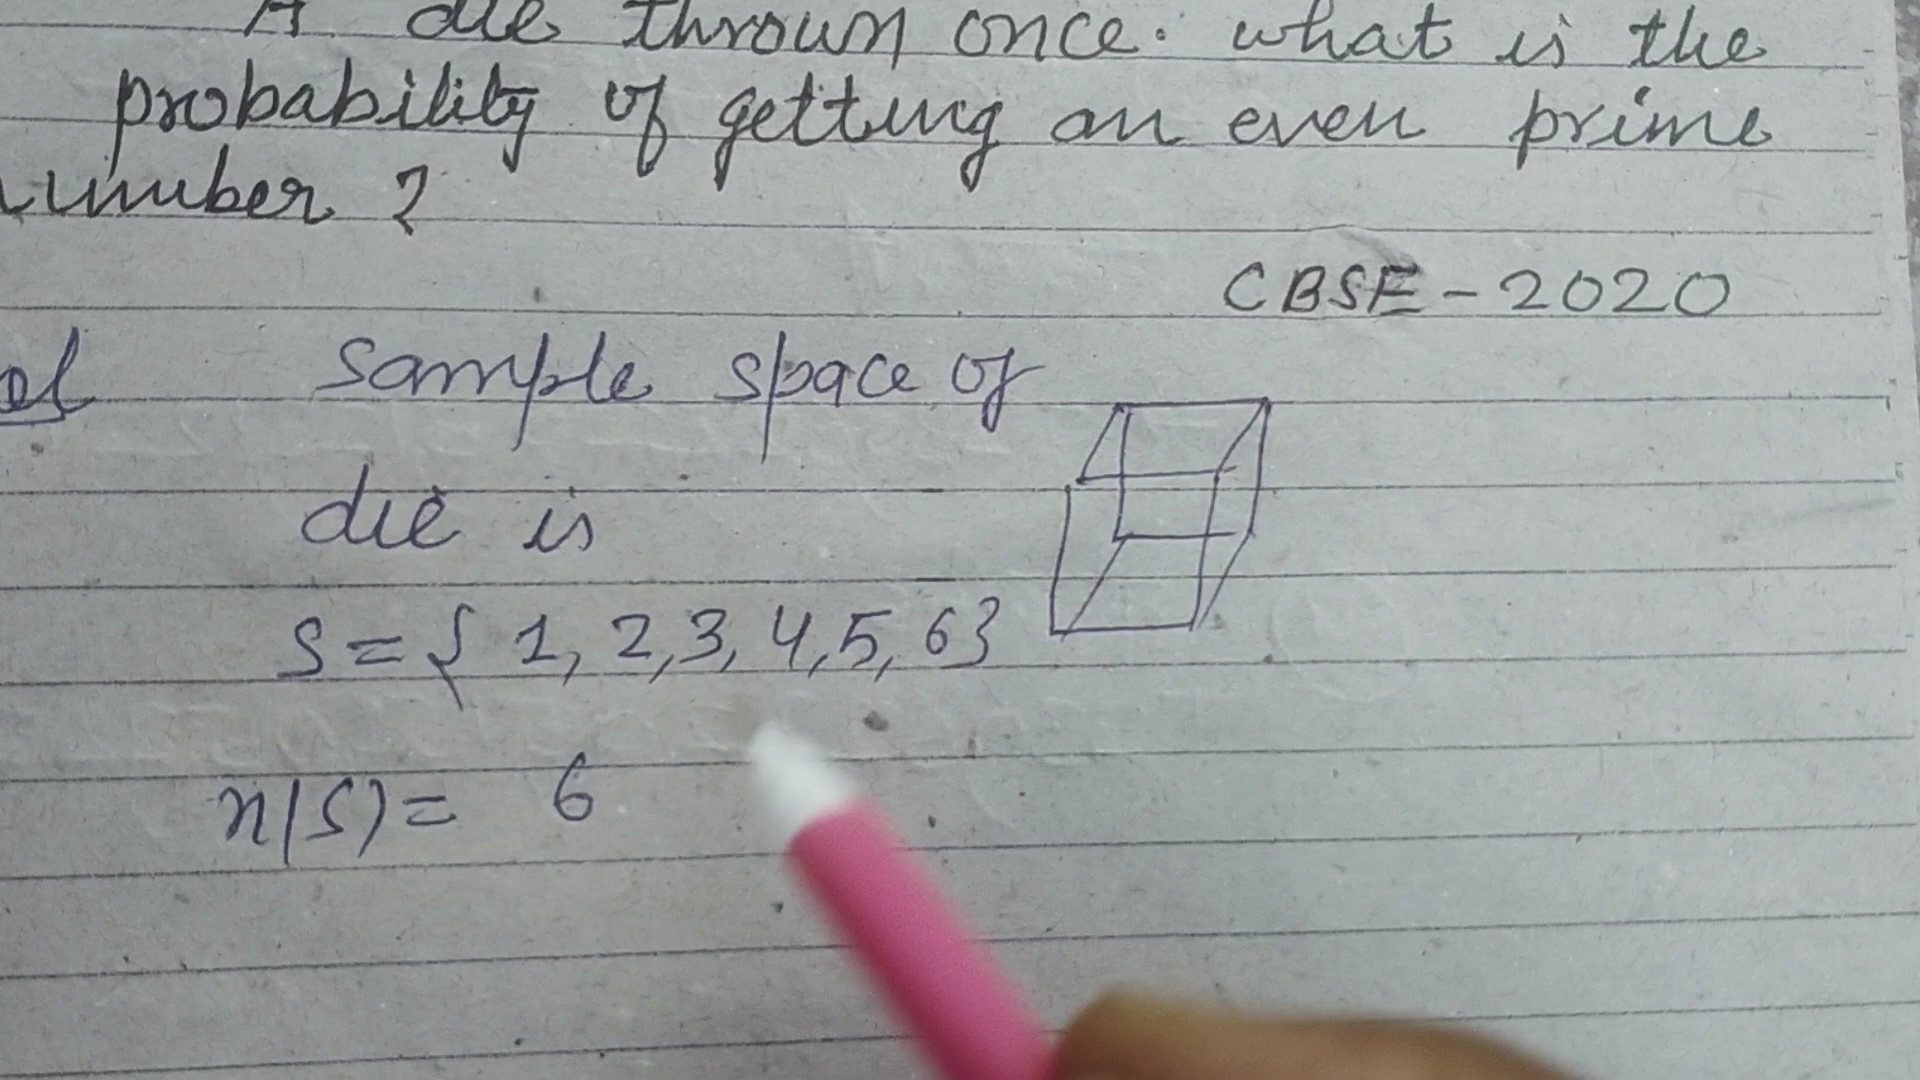 A die thrown once. what is the
probability of getting an even prime
number ?
CBSE - 2020
sol sample space of
die is
S = { 1, 2, 3, 4, 5, 6}
n(S) = 6